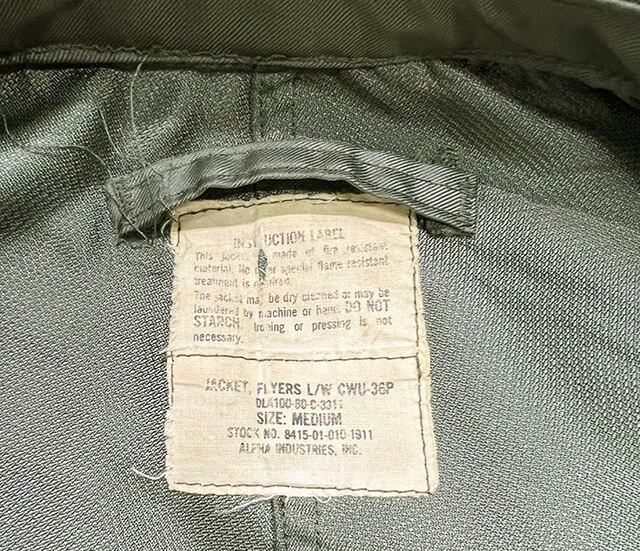 INSTRUCTION LABEL
This jacket made of fire resistant
material. No other special flame resistant
treatment is required.
The jacket may be dry cleaned or may be
laundered by machine or hand. DO NOT
STARCH. Ironing or pressing is not
necessary.
JACKET, FLYERS L/W CWU-36P
DLA100-80-C-3311
SIZE: MEDIUM
STOCK NO. 8415-01-010-1911
ALPHA INDUSTRIES, INC.